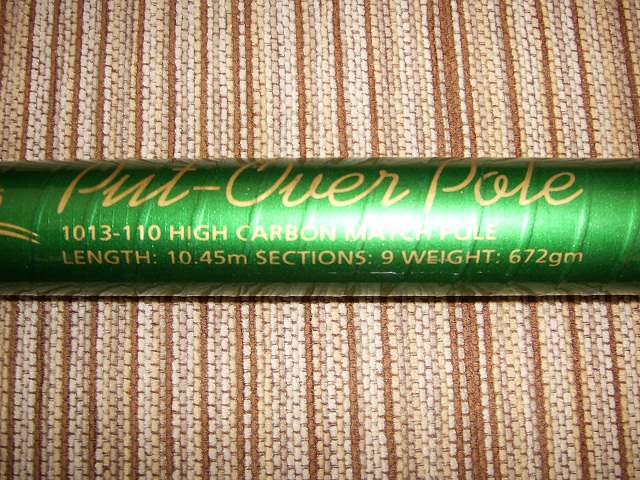 Put-Over Pole
1013-110 HIGH CARBON MATCH POLE
LENGTH: 10.45m SECTIONS: 9 WEIGHT: 672gm